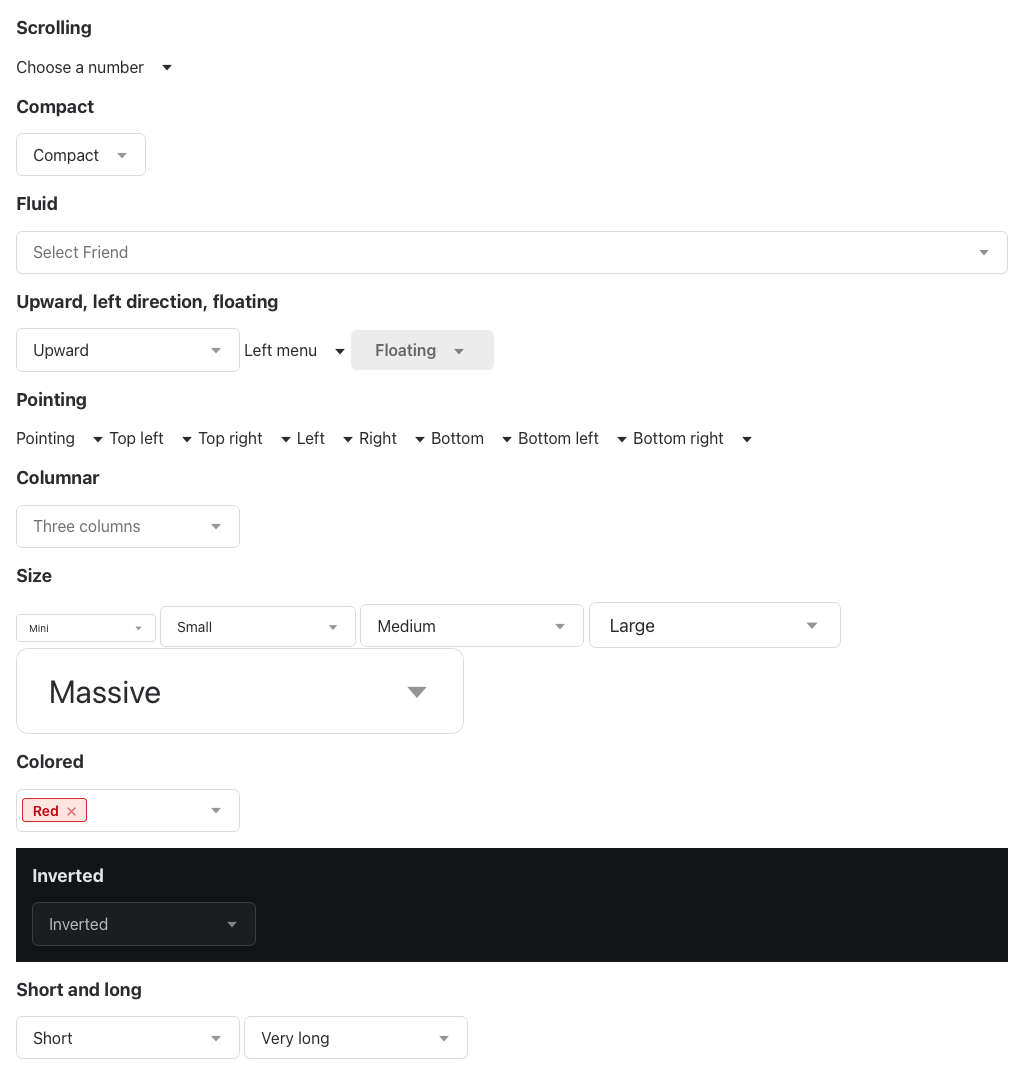 Scrolling
Choose a number
Compact
Compact
Fluid
Select Friend
Upward, left direction, floating
Upward Left menu Floating
Pointing
Pointing Top left Top right Left Right Bottom Bottom left Bottom right
Columnar
Three columns
Size
Mini Small Medium Large
Massive
Colored
Red
Inverted
Inverted
Short and long
Short Very long